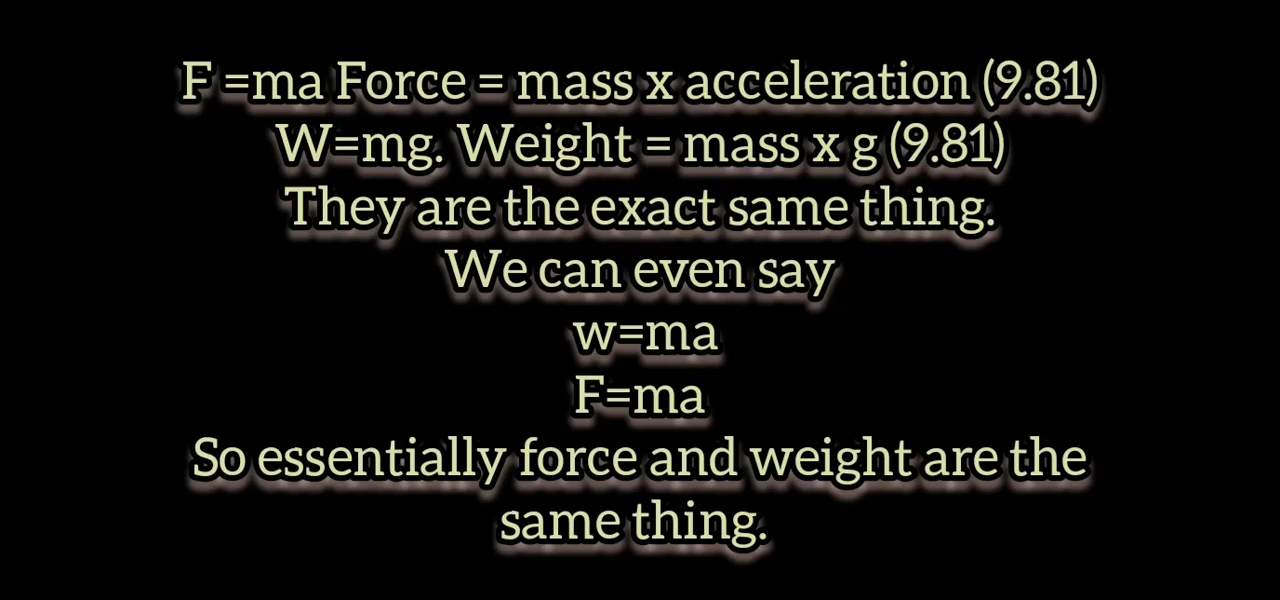 F =ma Force = mass x acceleration (9.81)
W=mg. Weight = mass x g (9.81)
They are the exact same thing.
We can even say
w=ma
F=ma
So essentially force and weight are the
same thing.